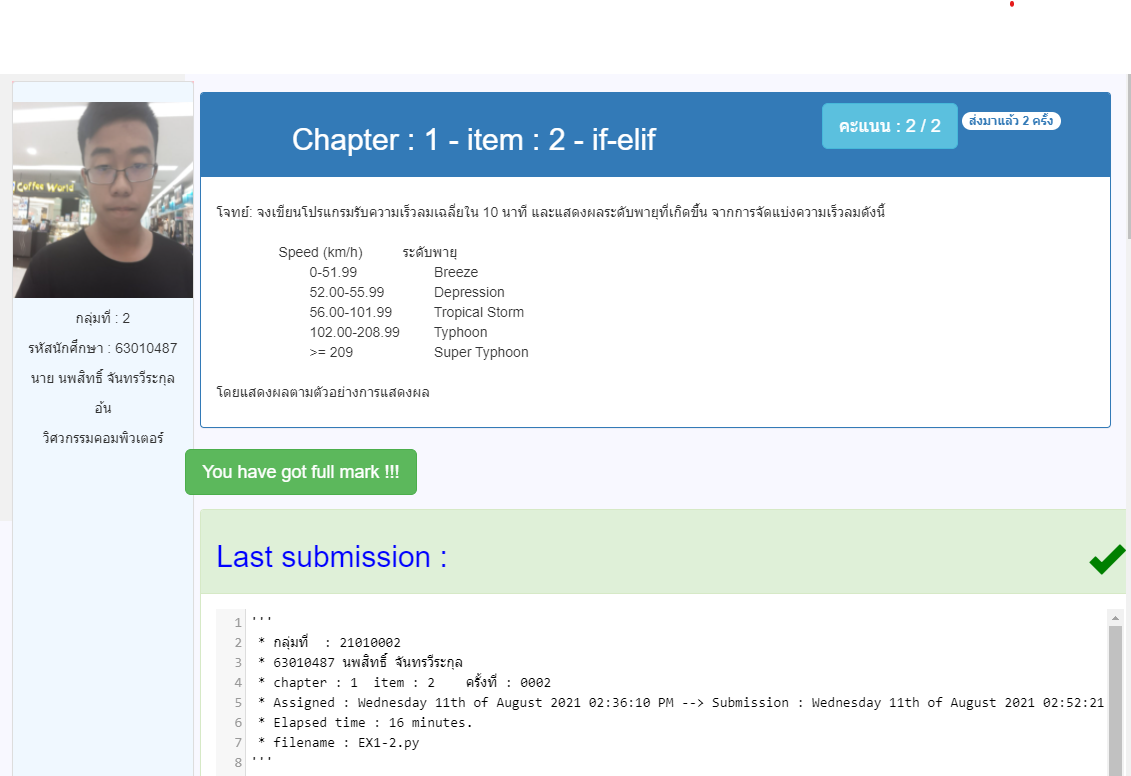 Coffee World
กลุ่มที่ : 2
รหัสนักศึกษา : 63010487
นาย นพสิทธิ์ จันทรวีระกุล
อ้น
วิศวกรรมคอมพิวเตอร์
Chapter : 1 - item : 2 - if-elif
คะแนน : 2 / 2
ส่งมาแล้ว 2 ครั้ง
โจทย์: จงเขียนโปรแกรมรับความเร็วลมเฉลี่ยใน 10 นาที และแสดงผลระดับพายุที่เกิดขึ้น จากการจัดแบ่งความเร็วลมดังนี้
Speed (km/h) ระดับพายุ
0-51.99 Breeze
52.00-55.99 Depression
56.00-101.99 Tropical Storm
102.00-208.99 Typhoon
>= 209 Super Typhoon
โดยแสดงผลตามตัวอย่างการแสดงผล
You have got full mark !!!
Last submission :
1 '''
2 * กลุ่มที่ : 21010002
3 * 63010487 นพสิทธิ์ จันทรวีระกุล
4 * chapter : 1 item : 2 ครั้งที่ : 0002
5 * Assigned : Wednesday 11th of August 2021 02:36:10 PM --> Submission : Wednesday 11th of August 2021 02:52:21
6 * Elapsed time : 16 minutes.
7 * filename : EX1-2.py
8 '''